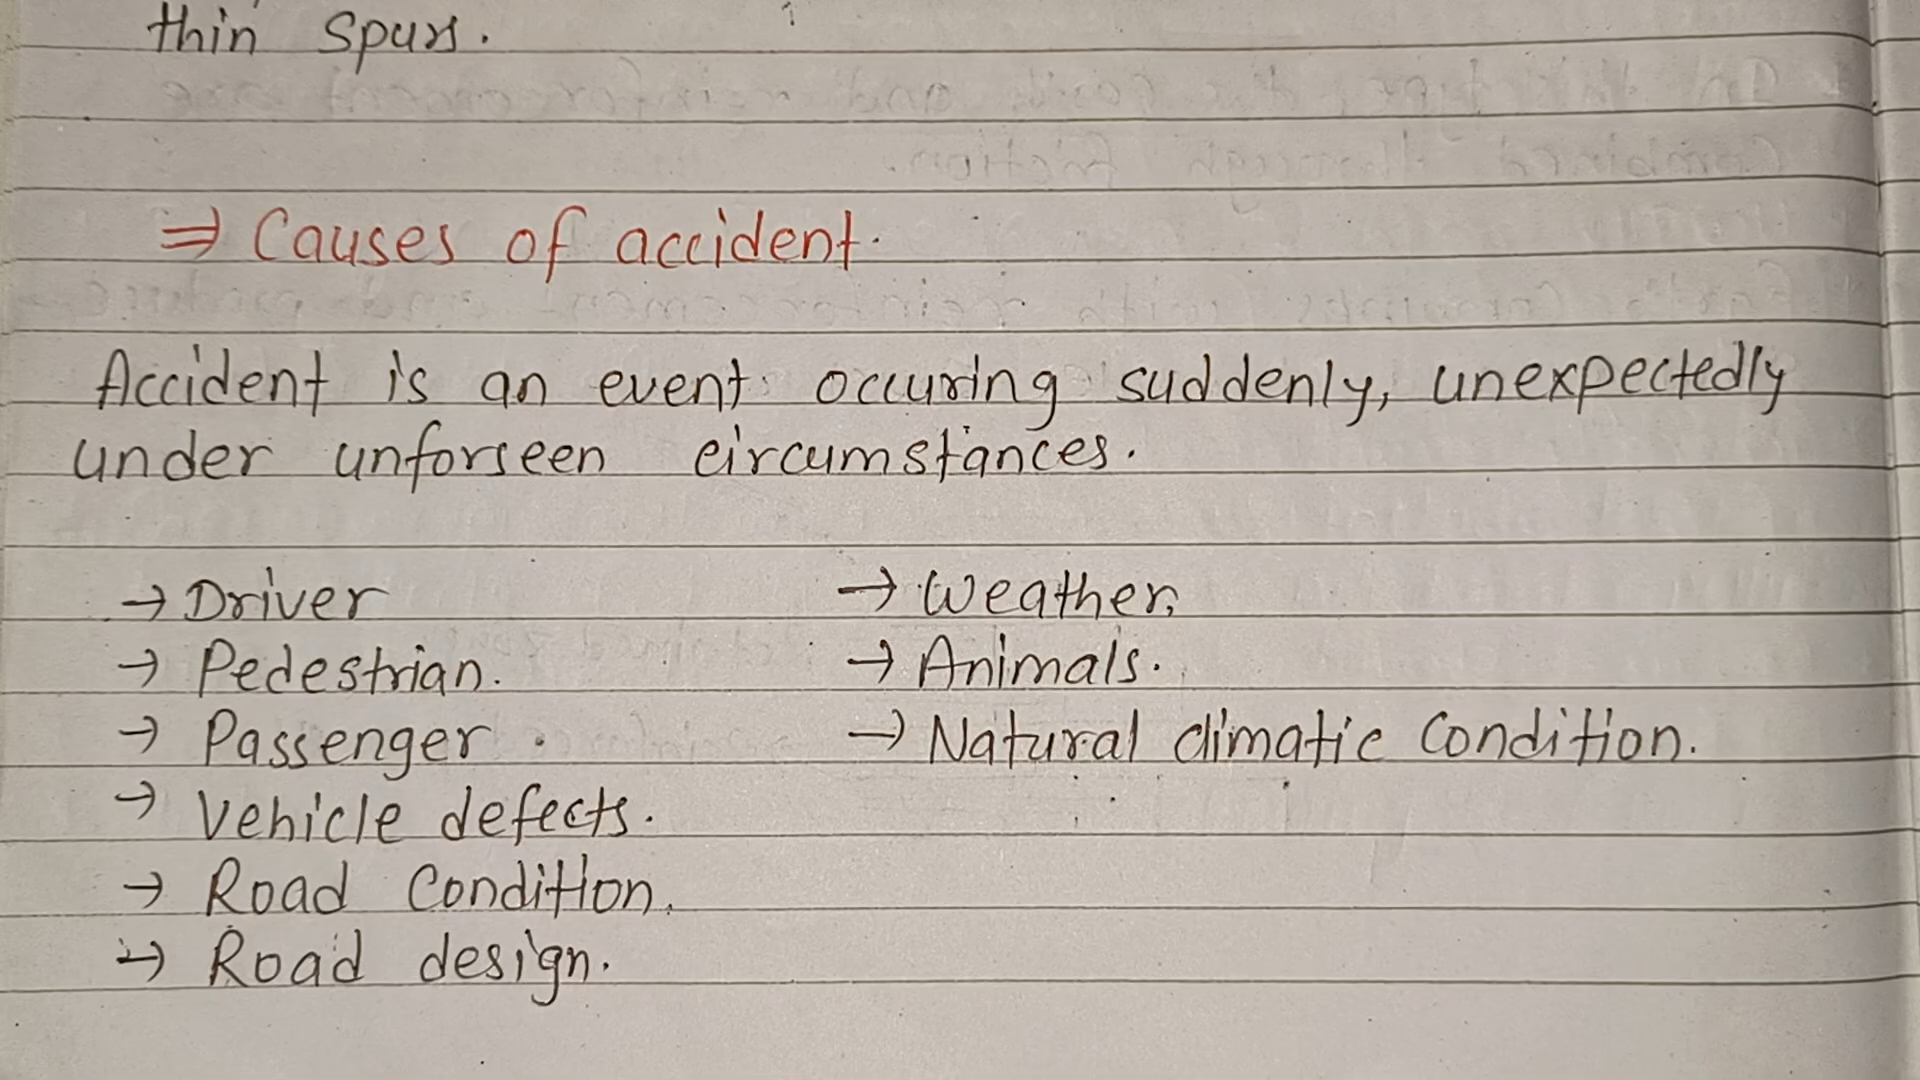 thin spurs.
⇒ Causes of accident.
Accident is an event occuring suddenly, unexpectedly
under unforseen circumstances.
→ Driver
→ Pedestrian.
→ Passenger.
→ Vehicle defects.
→ Road Condition.
→ Road design.
→ Weather,
→ Animals.
→ Natural climatic Condition.